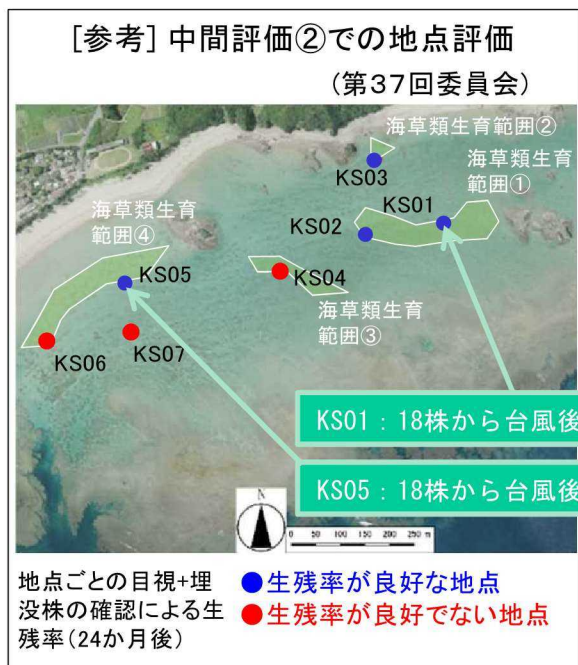 [参考] 中間評価②での地点評価
(第37回委員会)
海草類生育範囲②
KS03
海草類生育
範囲①
KS01
KS02
海草類生育
範囲④
KS05
KS04
海草類生育
範囲③
KS06
KS07
KS01 : 18株から台風後
KS05 : 18株から台風後
N
0 50 100 150 200 250 m
地点ごとの目視+埋
没株の確認による生
残率(24か月後)
●生残率が良好な地点
●生残率が良好でない地点